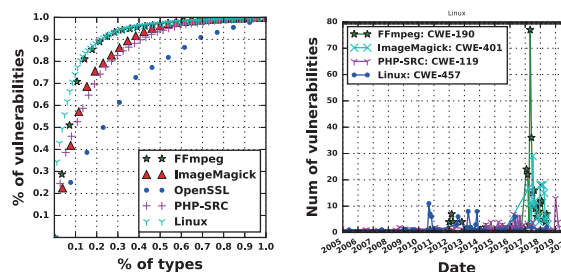 1.0
0.9
0.8
0.7
0.6
0.5
0.4
0.3
0.2
0.1
% of vulnerabilities
FFmpeg
ImageMagick
OpenSSL
PHP-SRC
Linux
0.1 0.2 0.3 0.4 0.5 0.6 0.7 0.8 0.9 1.0
% of types
Linux
80
70
60
50
40
30
20
10
0
Num of vulnerabilities
FFmpeg: CWE-190
ImageMagick: CWE-401
PHP-SRC: CWE-119
Linux: CWE-457
2005 2006 2007 2008 2009 2010 2011 2012 2013 2014 2015 2016 2017 2018 2019
Date